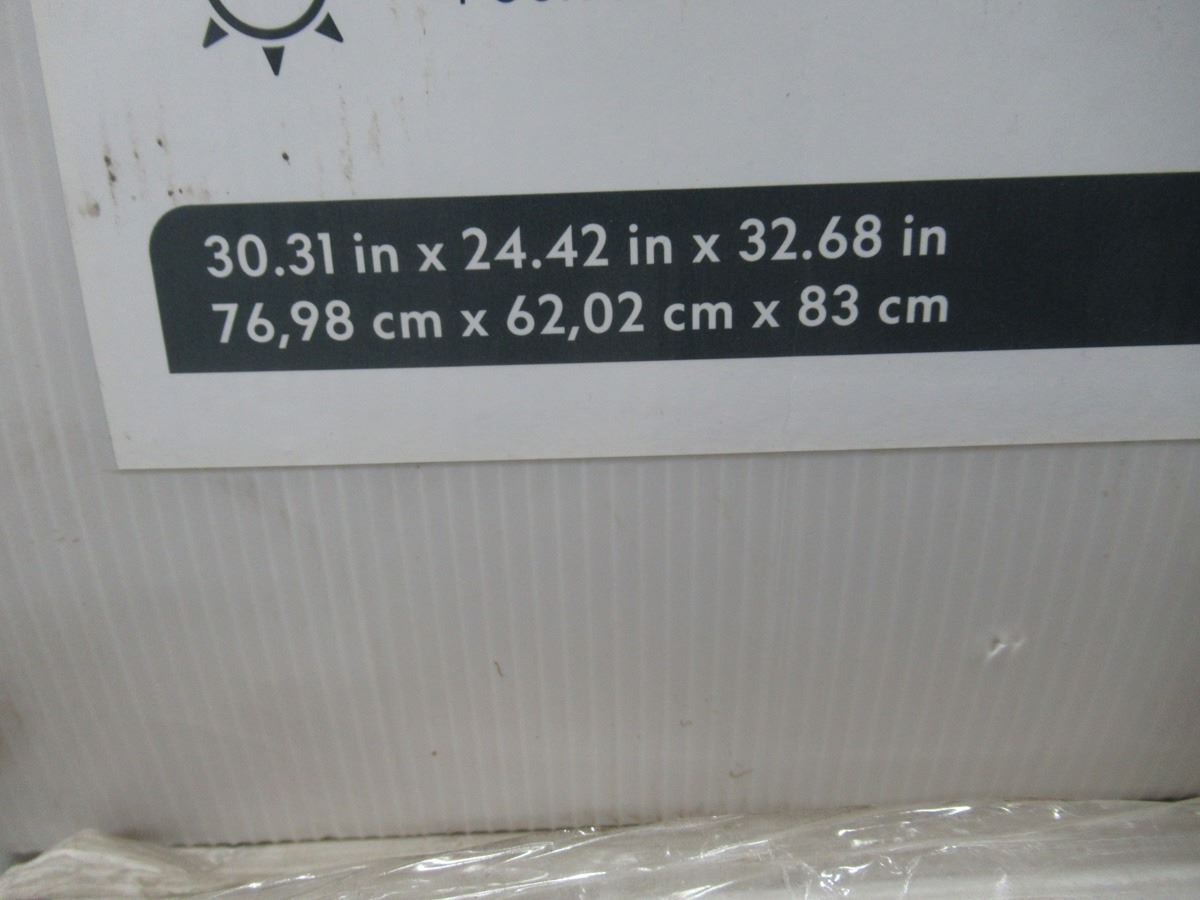 30.31 in x 24.42 in x 32.68 in
76,98 cm x 62,02 cm x 83 cm